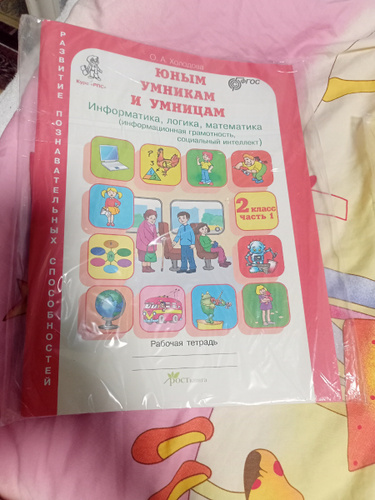 О. А. Холодова
ЮНЫМ
УМНИКАМ
И УМНИЦАМ
ФГОС
Информатика, логика, математика
(информационная грамотность,
социальный интеллект)
2 класс
часть 1
РАЗВИТИЕ ПОЗНАВАТЕЛЬНЫХ СПОСОБНОСТЕЙ
Рабочая тетрадь
РОСТкнига